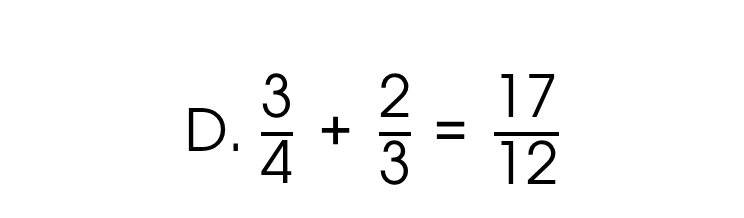 D. 3/4 + 2/3 = 17/12